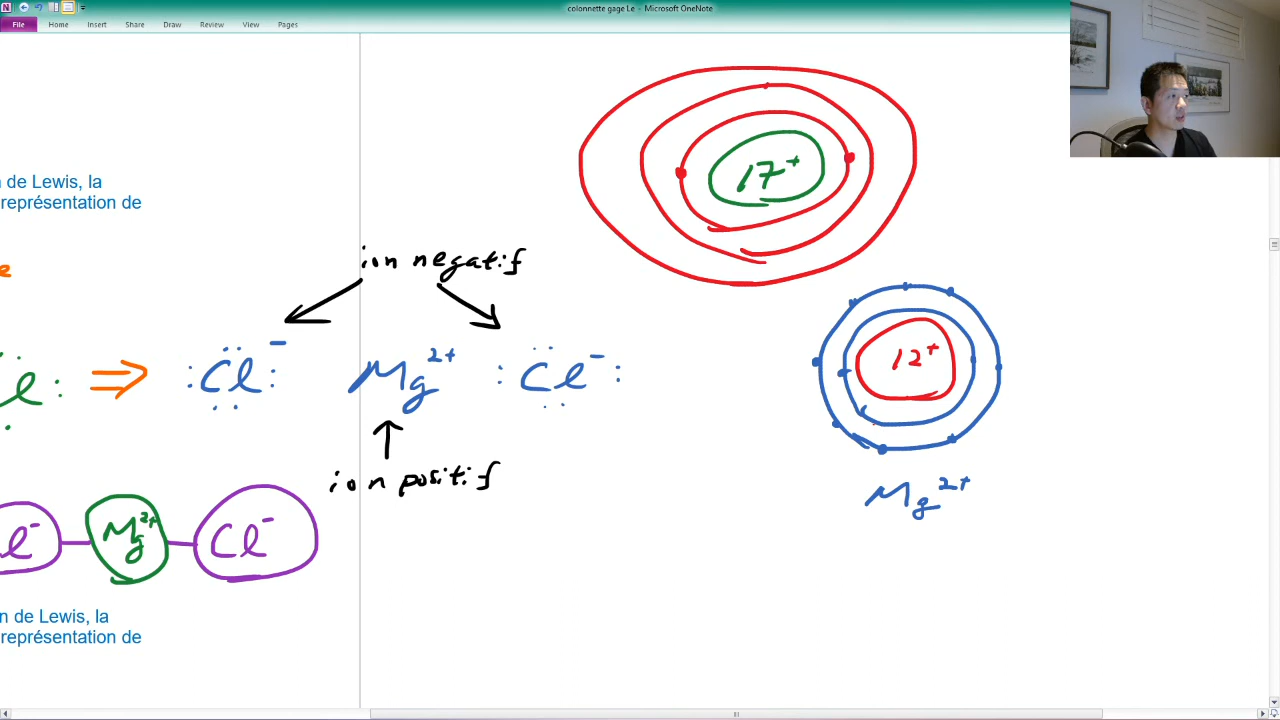 colonnette gage Le - Microsoft OneNote
File Home Insert Share Draw Review View Pages
17+
de Lewis, la
représentation de
e
ion negatif
Cl-
Mg2+
Cl-
12+
ion positif
Mg2+
Mg2+
Cl-
n de Lewis, la
représentation de